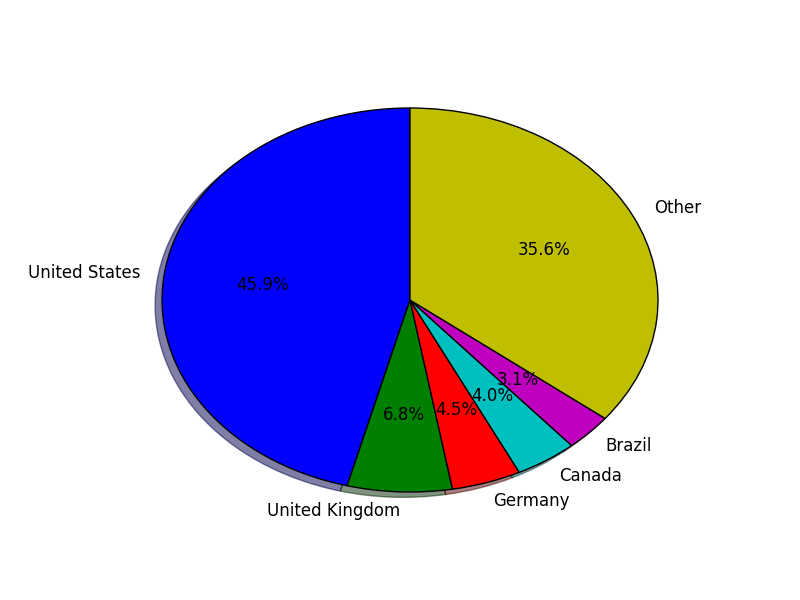 Other
35.6%
United States
45.9%
3.1%
4.0%
4.5%
6.8%
Brazil
Canada
Germany
United Kingdom